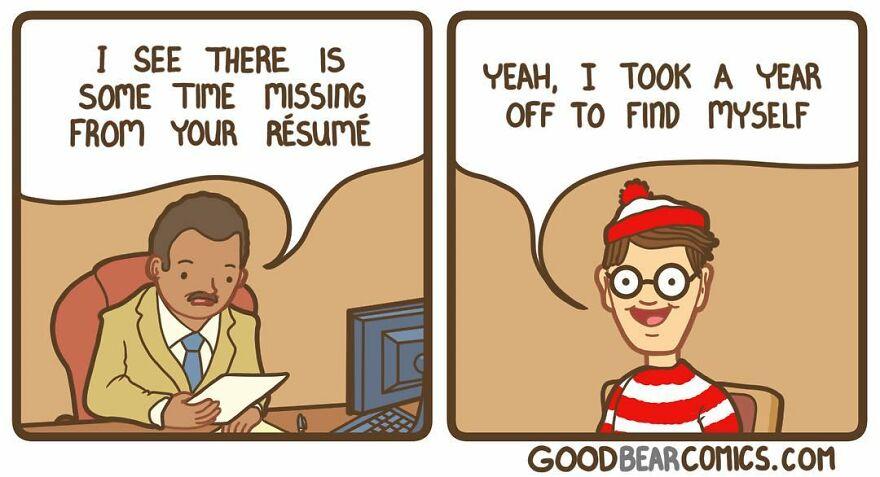 I SEE THERE IS
SOME TIME MISSING
FROM YOUR RÉSUMÉ
YEAH, I TOOK A YEAR
OFF TO FIND MYSELF
GOODBEARCOMICS.COM